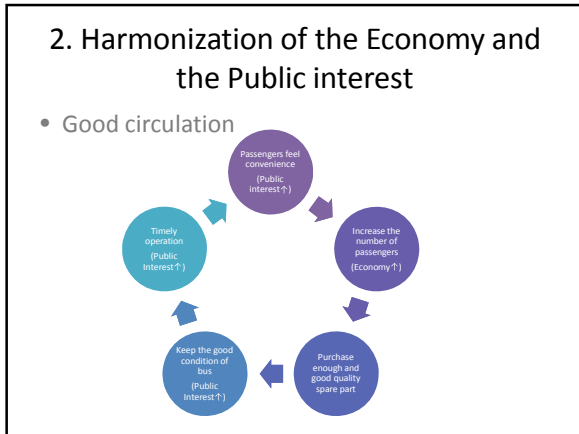 2. Harmonization of the Economy and
the Public interest
• Good circulation
Passengers feel
convenience
(Public
interest↑)
Increase the
number of
passengers
(Economy↑)
Purchase
enough and
good quality
spare part
Keep the good
condition of
bus
(Public
Interest↑)
Timely
operation
(Public
Interest↑)